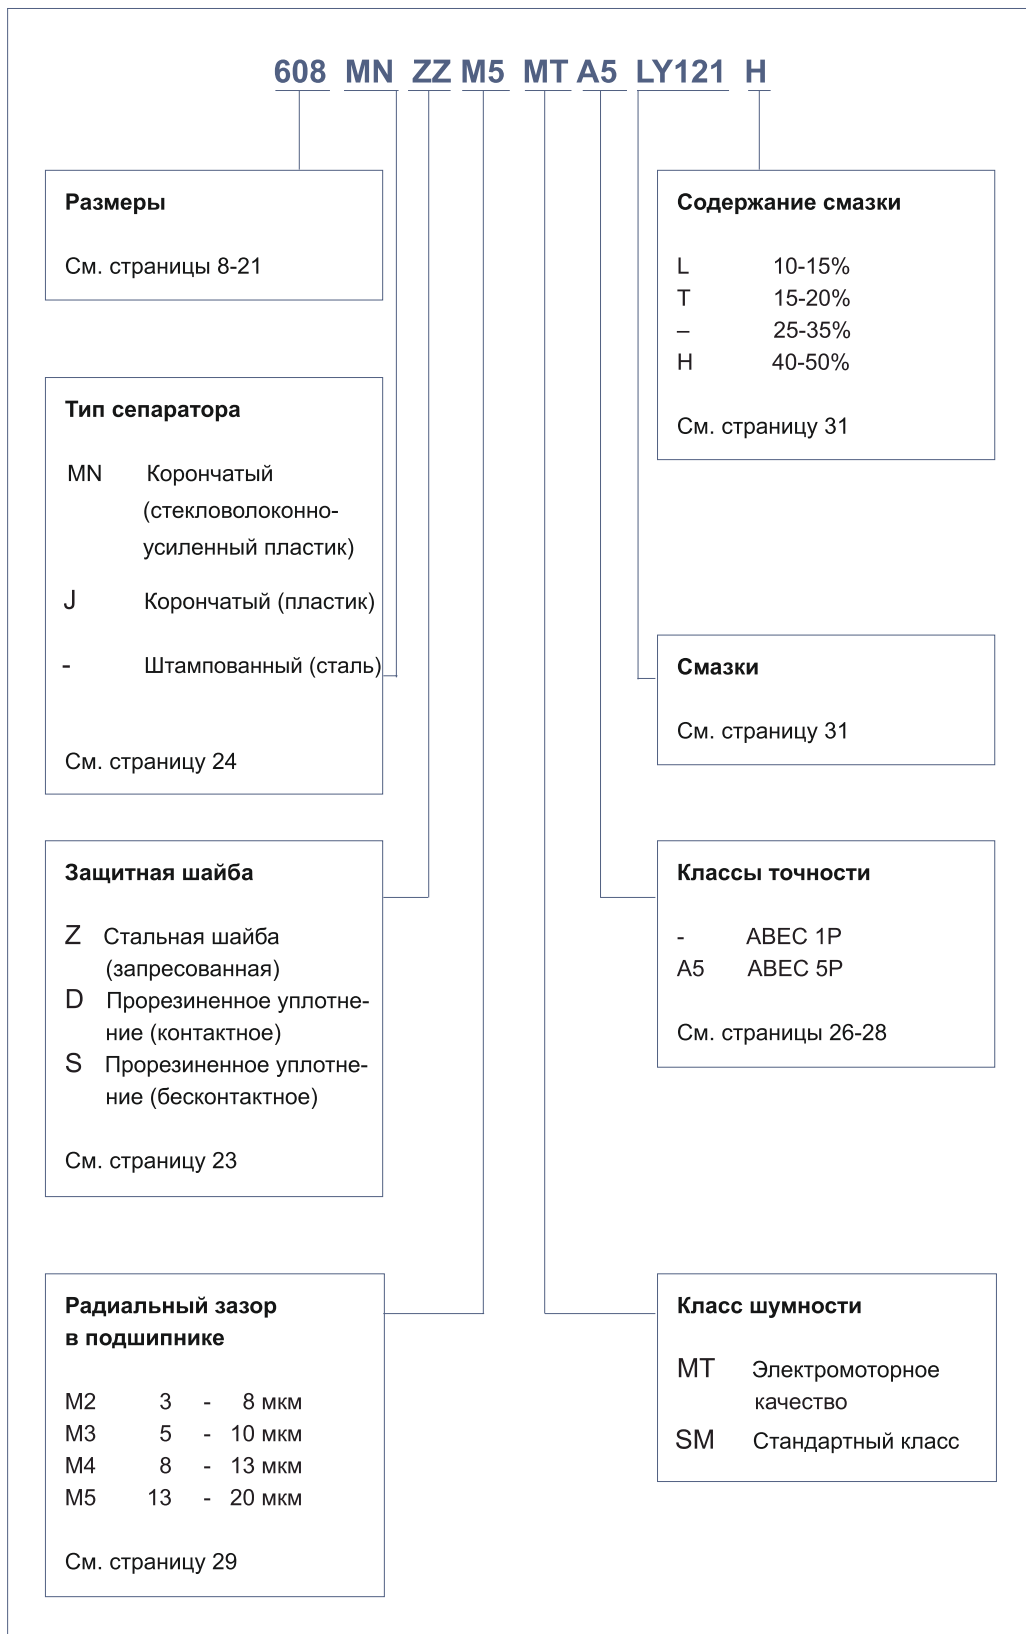 608 MN ZZ M5 MT A5 LY121 H
Размеры
См. страницы 8-21
Тип сепаратора
MN Корончатый
(стекловолоконно-
усиленный пластик)
J Корончатый (пластик)
- Штампованный (сталь)
См. страницу 24
Защитная шайба
Z Стальная шайба
(запресованная)
D Прорезиненное уплотне-
ние (контактное)
S Прорезиненное уплотне-
ние (бесконтактное)
См. страницу 23
Радиальный зазор
в подшипнике
M2 3 - 8 мкм
M3 5 - 10 мкм
M4 8 - 13 мкм
M5 13 - 20 мкм
См. страницу 29
Содержание смазки
L 10-15%
T 15-20%
– 25-35%
H 40-50%
См. страницу 31
Смазки
См. страницу 31
Классы точности
- ABEC 1P
A5 ABEC 5P
См. страницы 26-28
Класс шумности
MT Электромоторное
качество
SM Стандартный класс